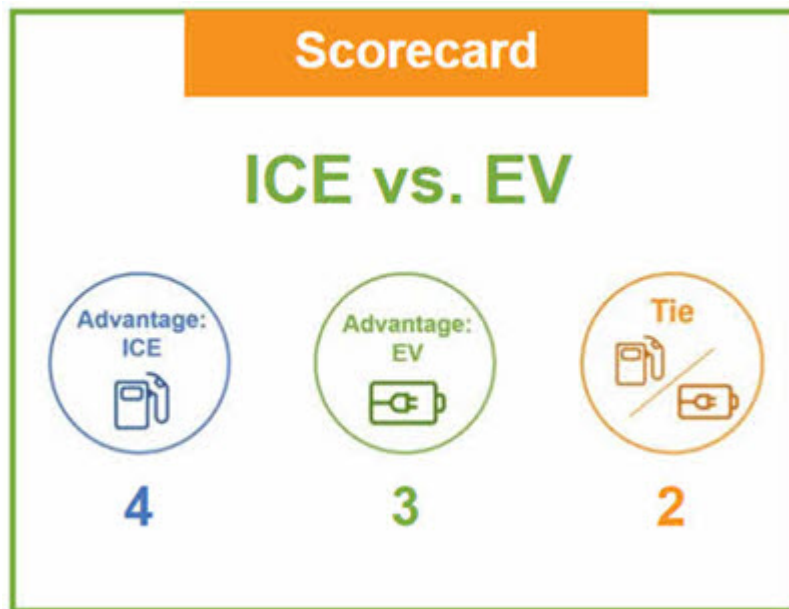 Scorecard
ICE vs. EV
Advantage:
ICE
Advantage:
EV
Tie
4
3
2